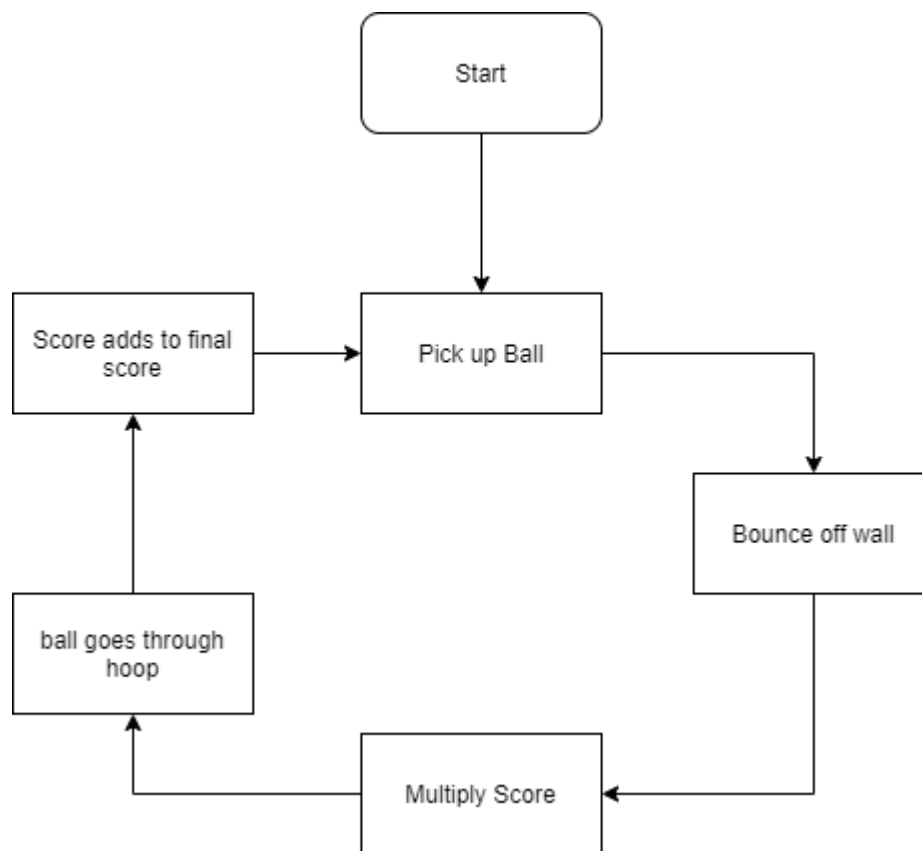 Start
Pick up Ball
Bounce off wall
Multiply Score
ball goes through
hoop
Score adds to final
score